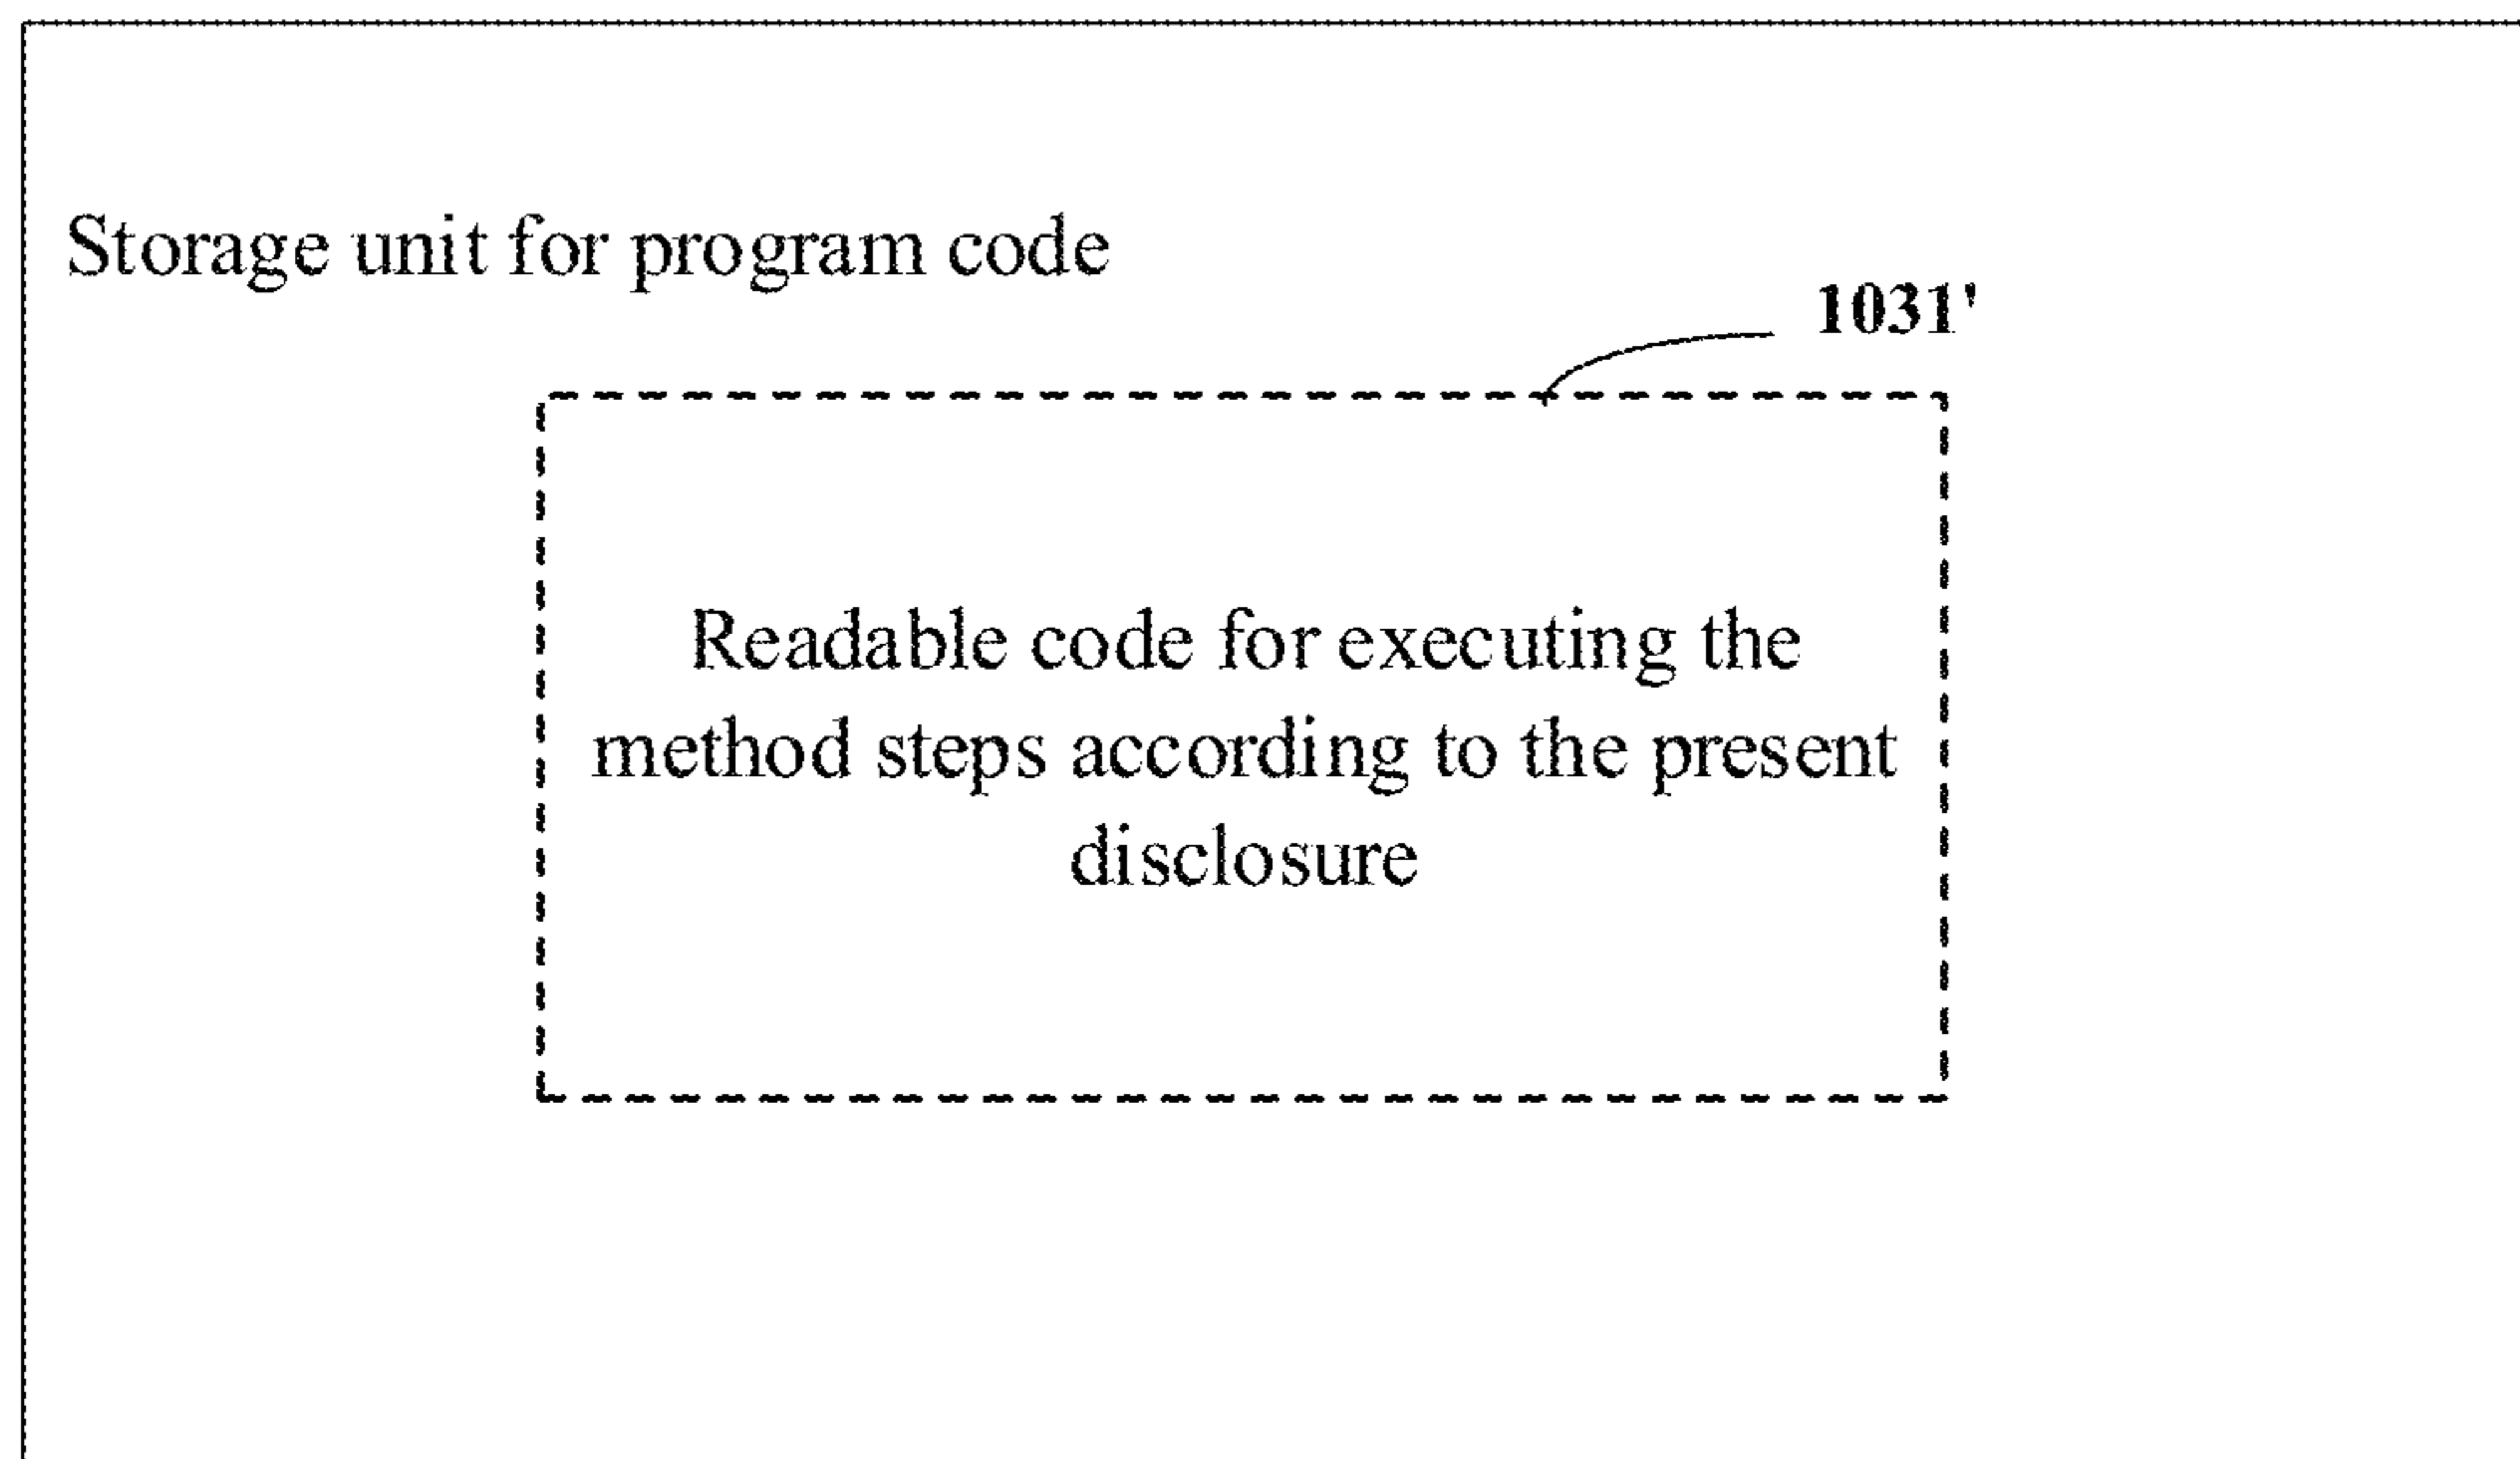 Storage unit for program code
1031'
Readable code for executing the
method steps according to the present
disclosure